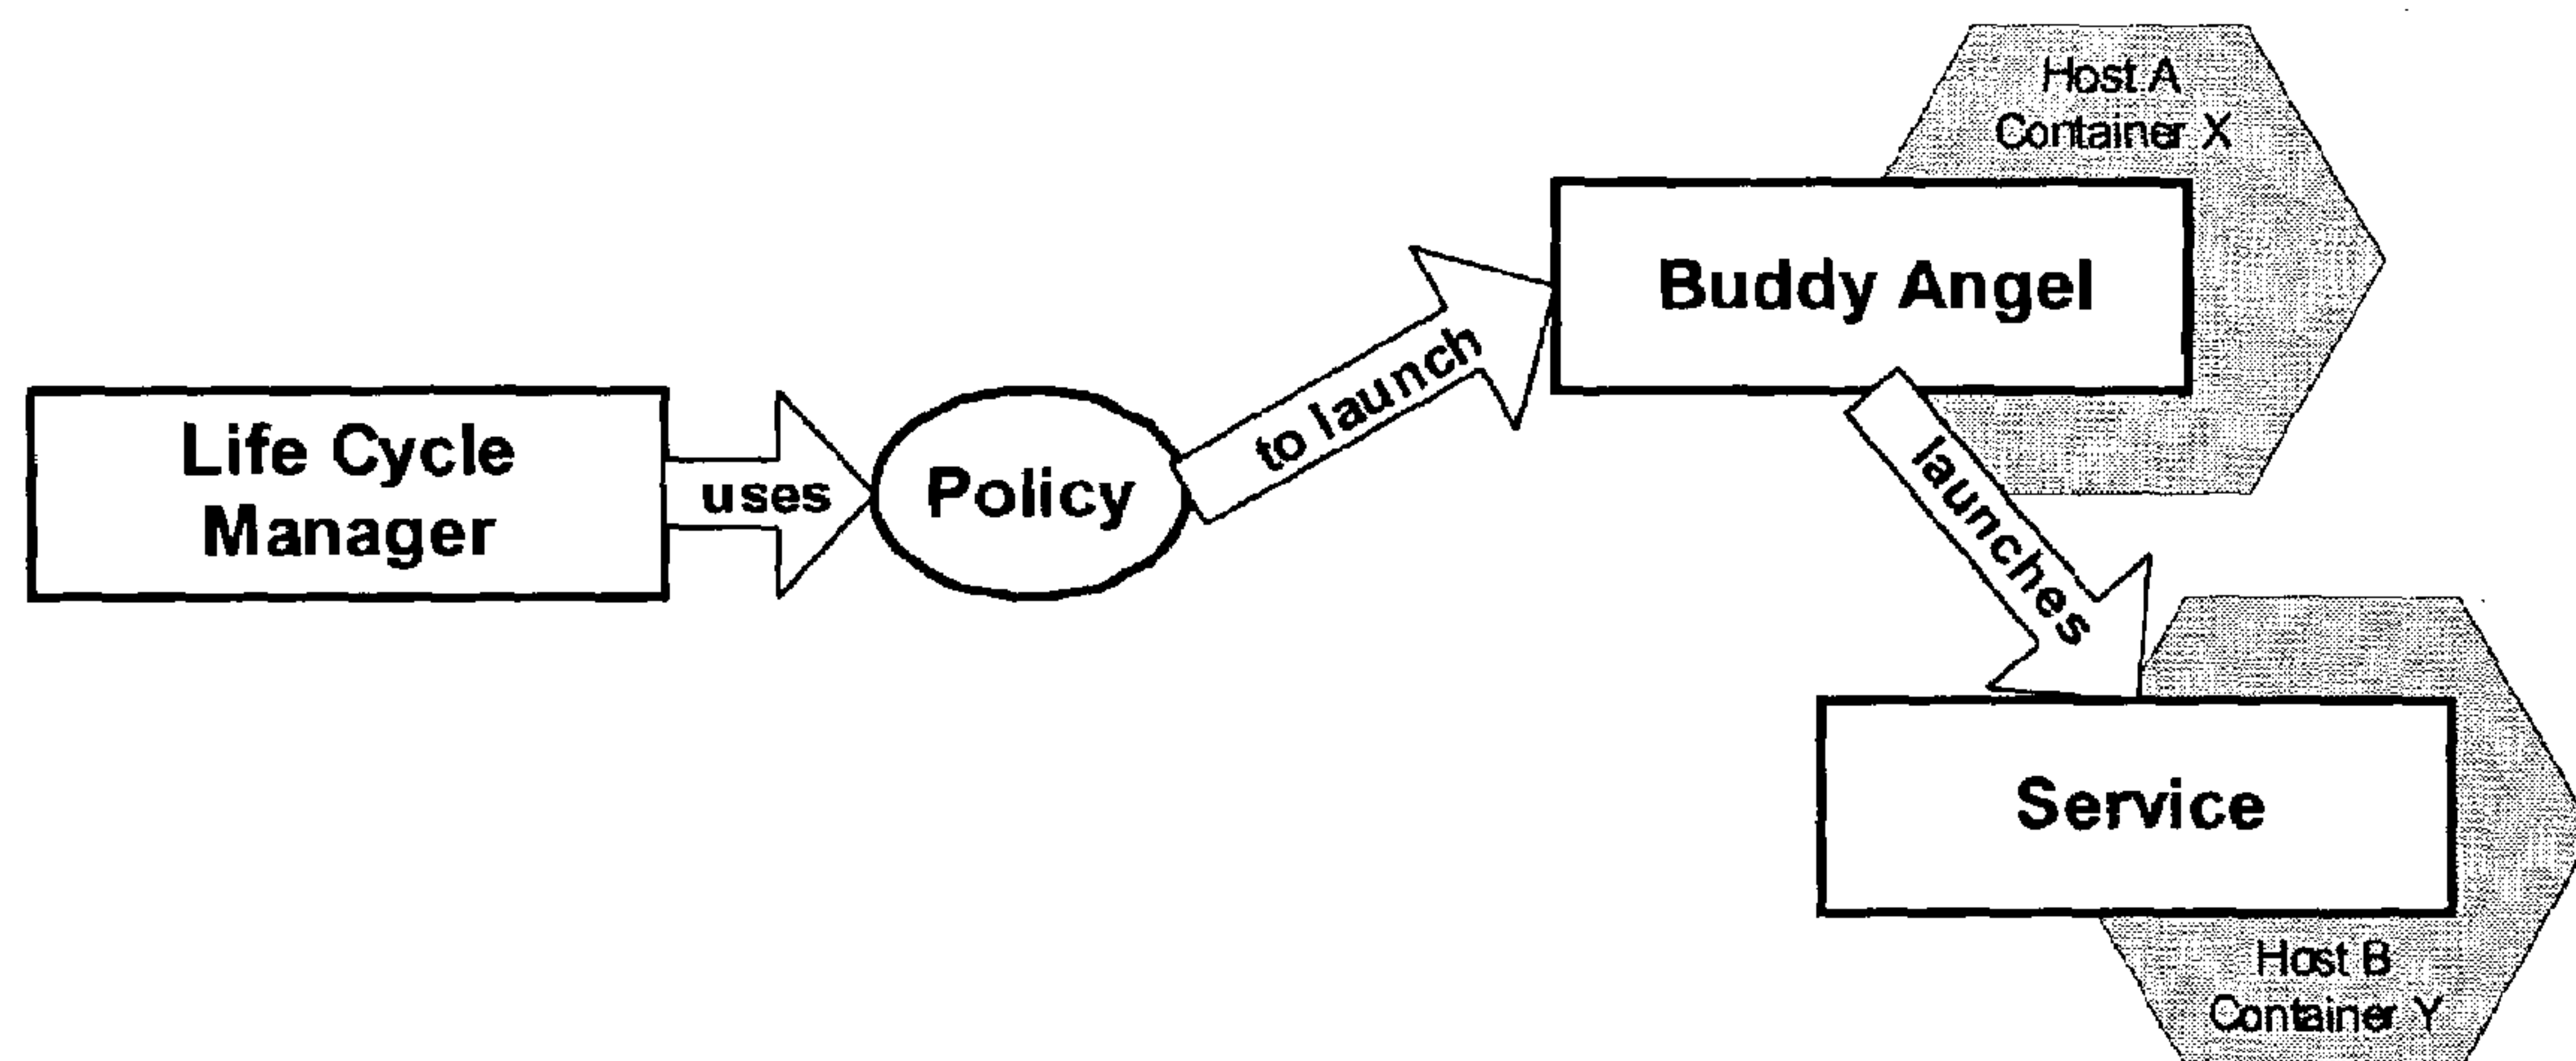 Host A
Container X
Buddy Angel
to launch
Life Cycle
Manager
uses
Policy
launches
Service
Host B
Container Y